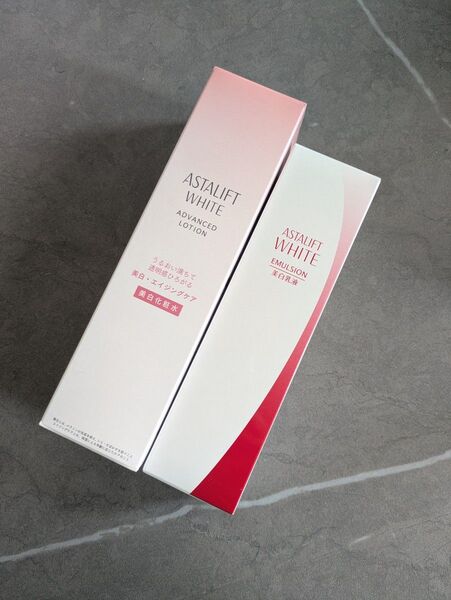 ASTALIFT
WHITE
ADVANCED
LOTION
うるおい満ちて
透明感ひろがる
美白・エイジングケア
美白化粧水
ASTALIFT
WHITE
EMULSION
美白乳液